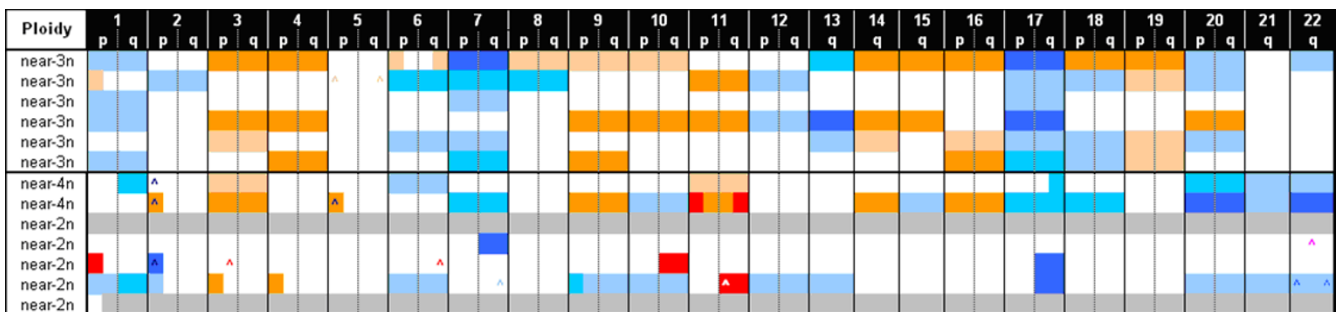 Ploidy 1 2 3 4 5 6 7 8 9 10 11 12 13 14 15 16 17 18 19 20 21 22
p q p q p q p q p q p q p q p q p q p q p q p q q q q p q p q p q p q p q q q
near-3n
near-3n ^ ^
near-3n
near-3n
near-3n
near-3n
near-4n ^
near-4n ^ ^
near-2n
near-2n ^
near-2n ^ ^ ^
near-2n ^ ^ ^ ^
near-2n